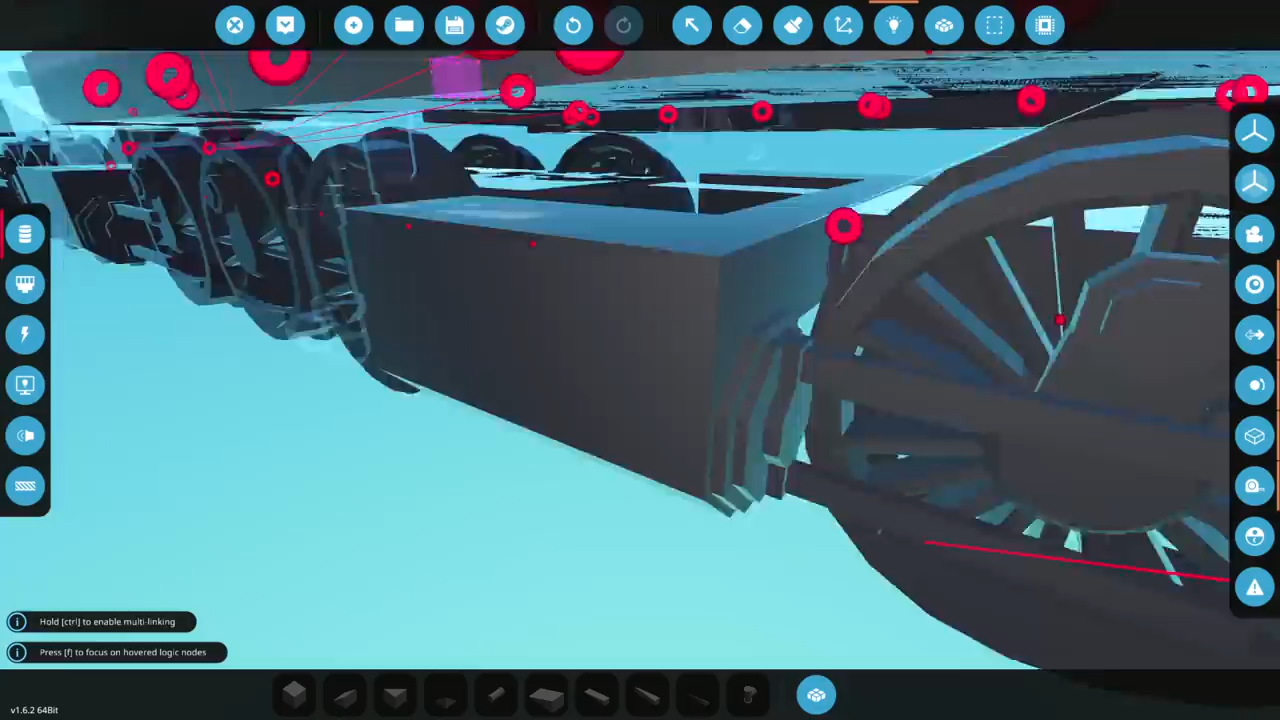 Hold [ctrl] to enable multi-linking
Press [f] to focus on hovered logic nodes
v1.6.2 64Bit